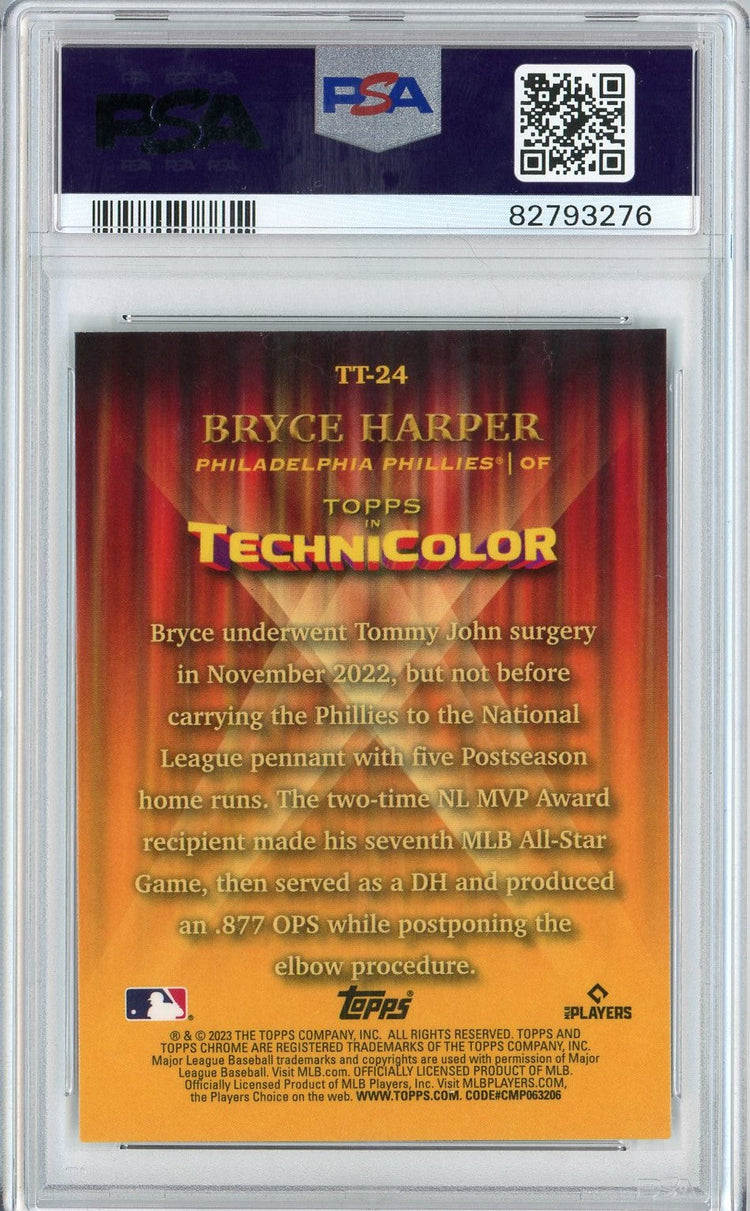 PSA
PSA
82793276
TT-24
BRYCE HARPER
PHILADELPHIA PHILLIES® | OF
TOPPS
IN
TECHNICOLOR
Bryce underwent Tommy John surgery
in November 2022, but not before
carrying the Phillies to the National
League pennant with five Postseason
home runs. The two-time NL MVP Award
recipient made his seventh MLB All-Star
Game, then served as a DH and produced
an .877 OPS while postponing the
elbow procedure.
Topps®
MLB PLAYERS
® & © 2023 THE TOPPS COMPANY, INC. ALL RIGHTS RESERVED. TOPPS AND
TOPPS CHROME ARE REGISTERED TRADEMARKS OF THE TOPPS COMPANY, INC.
Major League Baseball trademarks and copyrights are used with permission of Major
League Baseball. Visit MLB.com. OFFICIALLY LICENSED PRODUCT OF MLB.
Officially Licensed Product of MLB Players, Inc. Visit MLBPLAYERS.COM,
the Players Choice on the web. WWW.TOPPS.COM. CODE#CMP063206
PSA